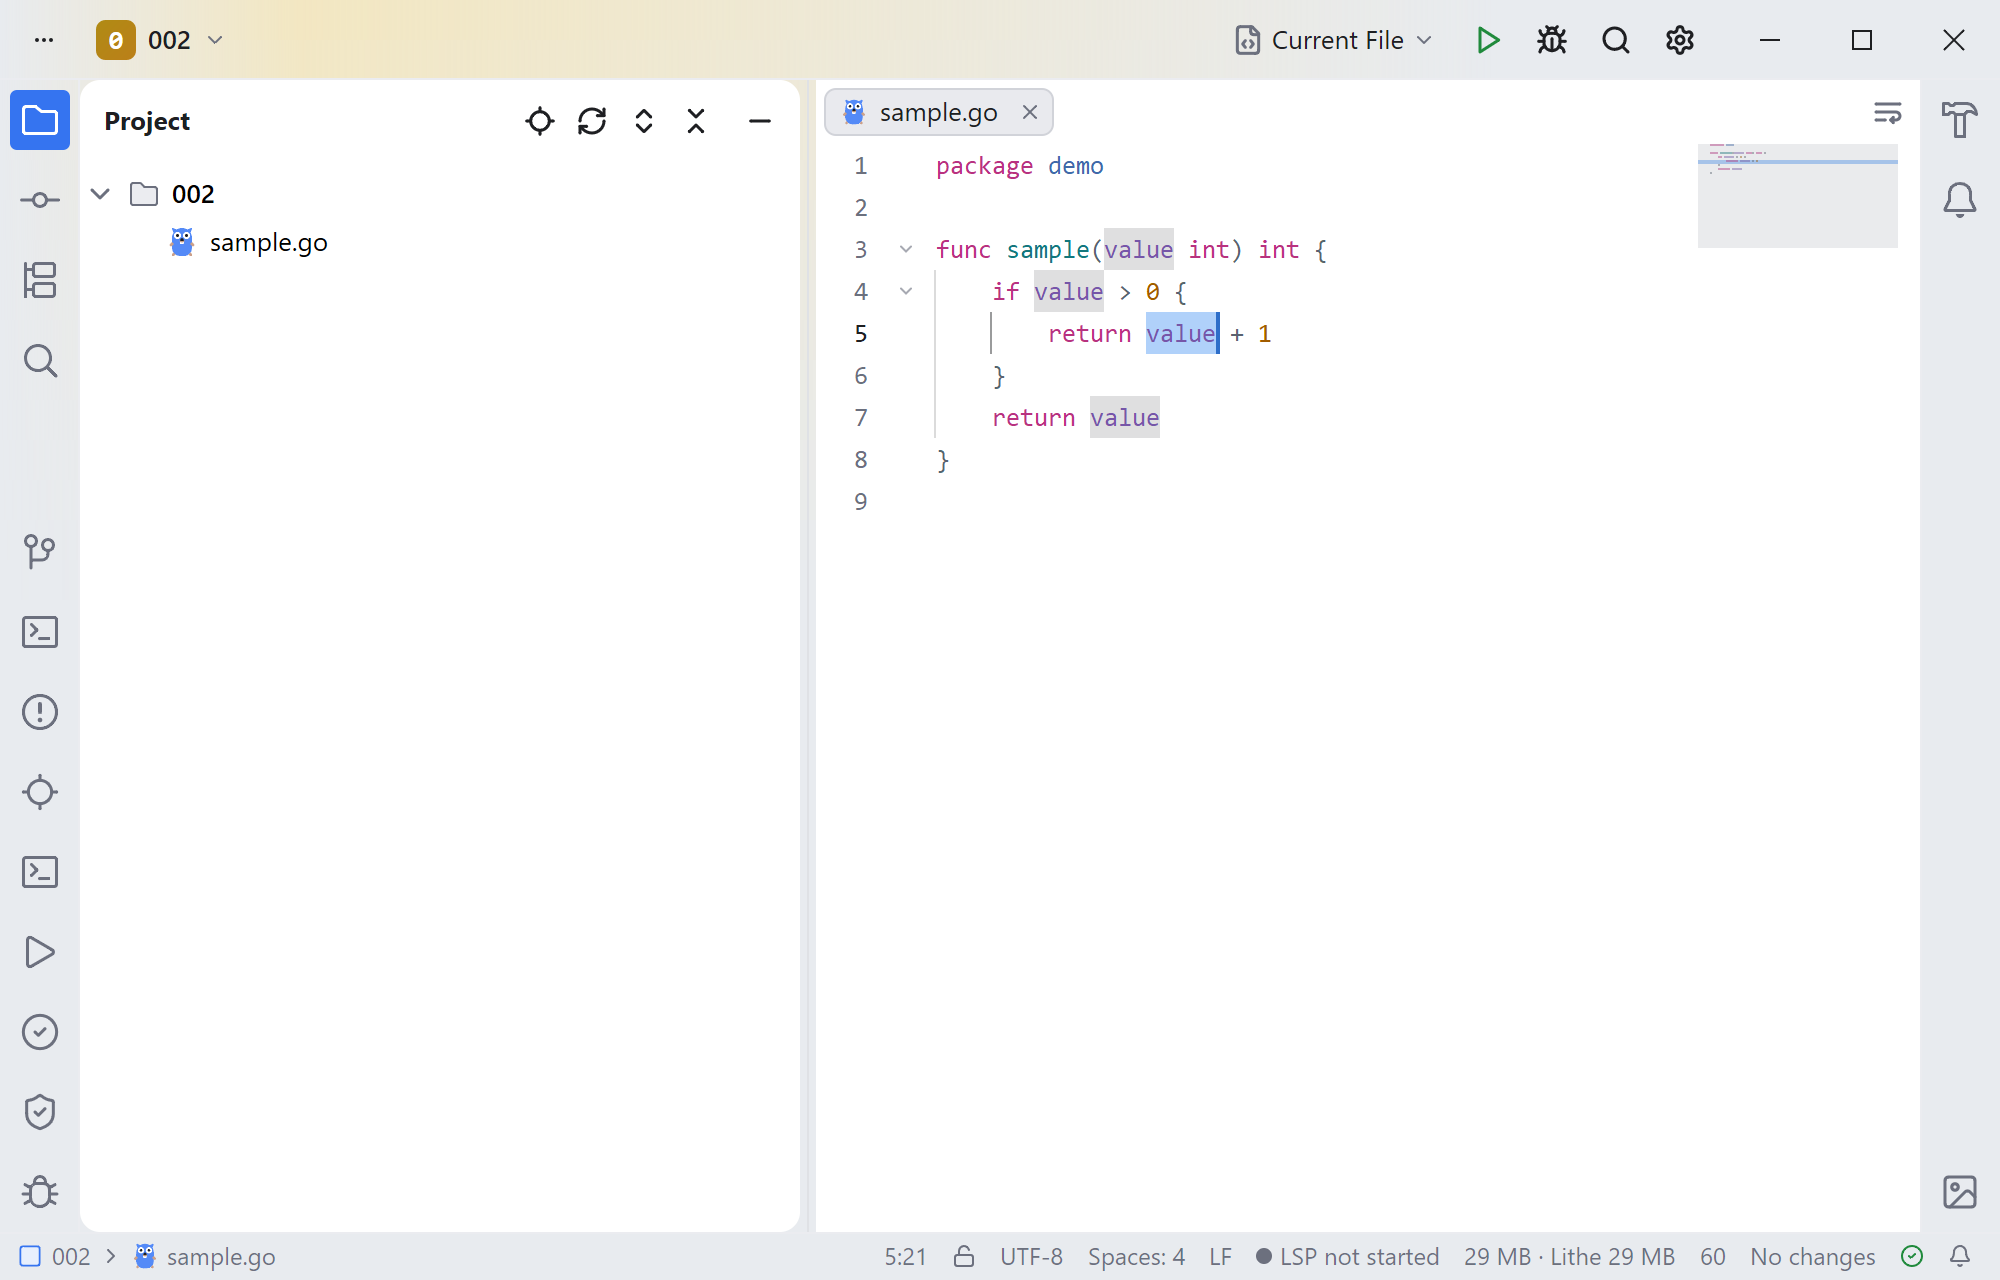 0 002 Current File
Project
002
sample.go
sample.go
1 package demo
2
3 func sample(value int) int {
4 if value > 0 {
5 return value + 1
6 }
7 return value
8 }
9
002 sample.go 5:21 UTF-8 Spaces: 4 LF LSP not started 29 MB · Lithe 29 MB 60 No changes